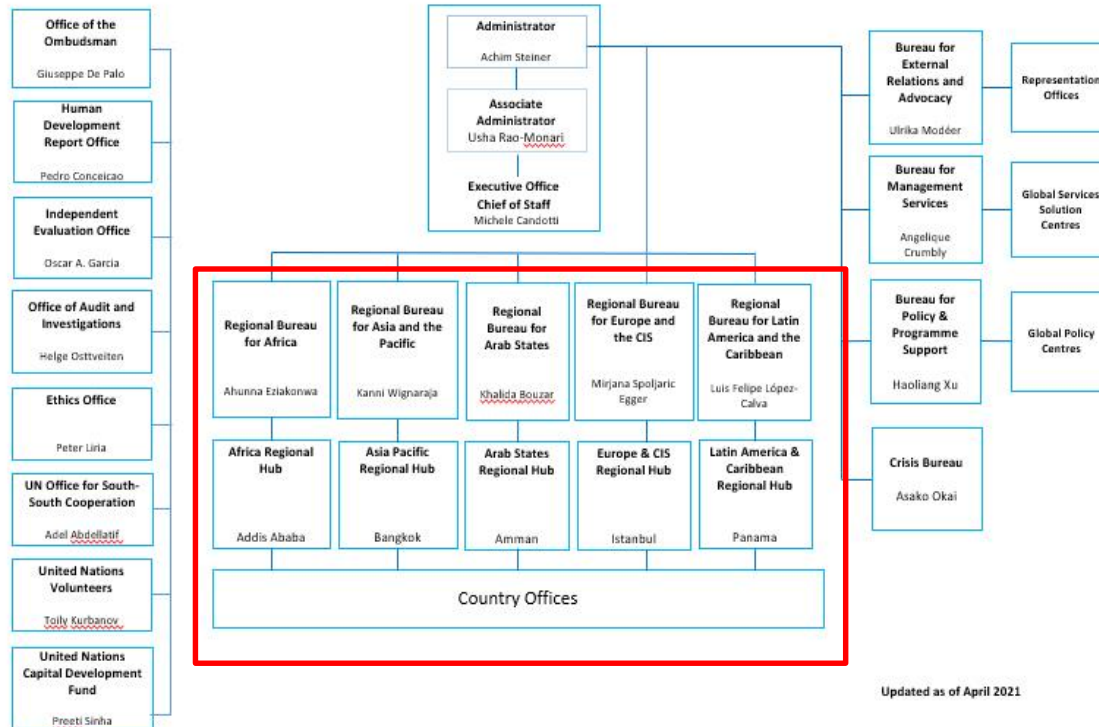 Office of the
Ombudsman
Giuseppe De Palo
Human
Development
Report Office
Pedro Conceicao
Independent
Evaluation Office
Oscar A. Garcia
Office of Audit and
Investigations
Helge Osttveiten
Ethics Office
Peter Liria
UN Office for South-
South Cooperation
Adel Abdellatif
United Nations
Volunteers
Toily Kurbanov
United Nations
Capital Development
Fund
Preeti Sinha
Administrator
Achim Steiner
Associate
Administrator
Usha Rao-Monari
Executive Office
Chief of Staff
Michele Candotti
Regional Bureau
for Africa
Ahunna Eziakonwa
Regional Bureau
for Asia and the
Pacific
Kanni Wignaraja
Regional
Bureau for
Arab States
Khalida Bouzar
Regional Bureau
for Europe and
the CIS
Mirjana Spoljaric
Egger
Regional
Bureau for Latin
America and the
Caribbean
Luis Felipe López-
Calva
Africa Regional
Hub
Addis Ababa
Asia Pacific
Regional Hub
Bangkok
Arab States
Regional Hub
Amman
Europe & CIS
Regional Hub
Istanbul
Latin America &
Caribbean
Regional Hub
Panama
Country Offices
Bureau for
External
Relations and
Advocacy
Ulrika Modéer
Representation
Offices
Bureau for
Management
Services
Angelique
Crumbly
Global Services
Solution
Centres
Bureau for
Policy &
Programme
Support
Haoliang Xu
Global Policy
Centres
Crisis Bureau
Asako Okai
Updated as of April 2021